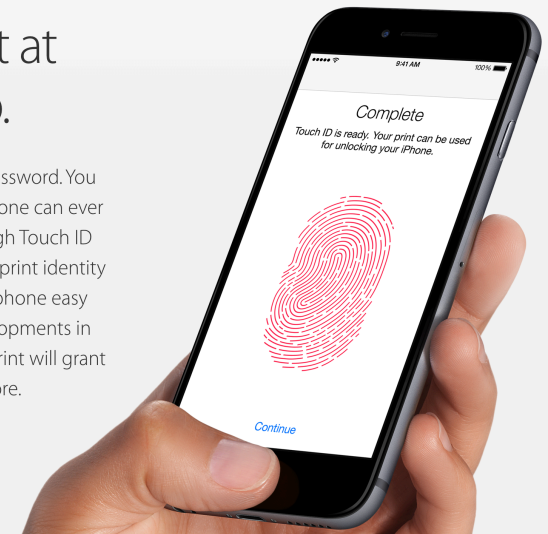 t at
.
ssword. You
one can ever
gh Touch ID
print identity
phone easy
opments in
rint will grant
re.
9:41 AM
100%
Complete
Touch ID is ready. Your print can be used
for unlocking your iPhone.
Continue